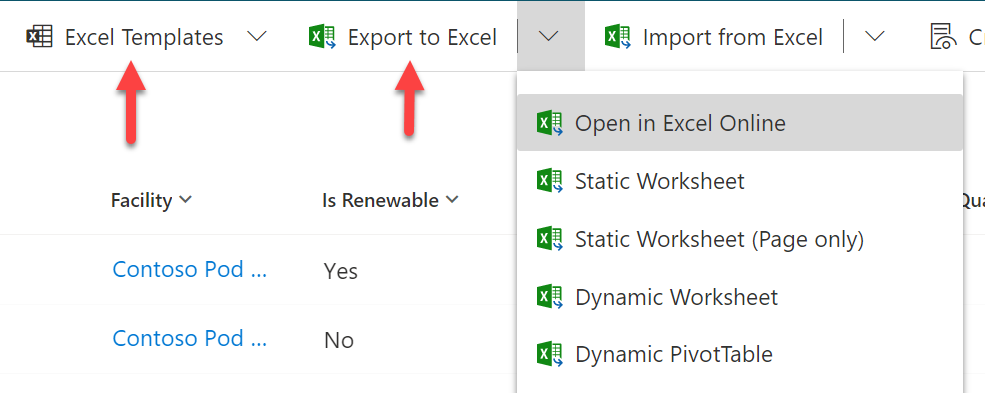 Excel Templates Export to Excel Import from Excel
Open in Excel Online
Static Worksheet
Facility Is Renewable
Static Worksheet (Page only)
Contoso Pod ... Yes
Dynamic Worksheet
Contoso Pod ... No
Dynamic PivotTable